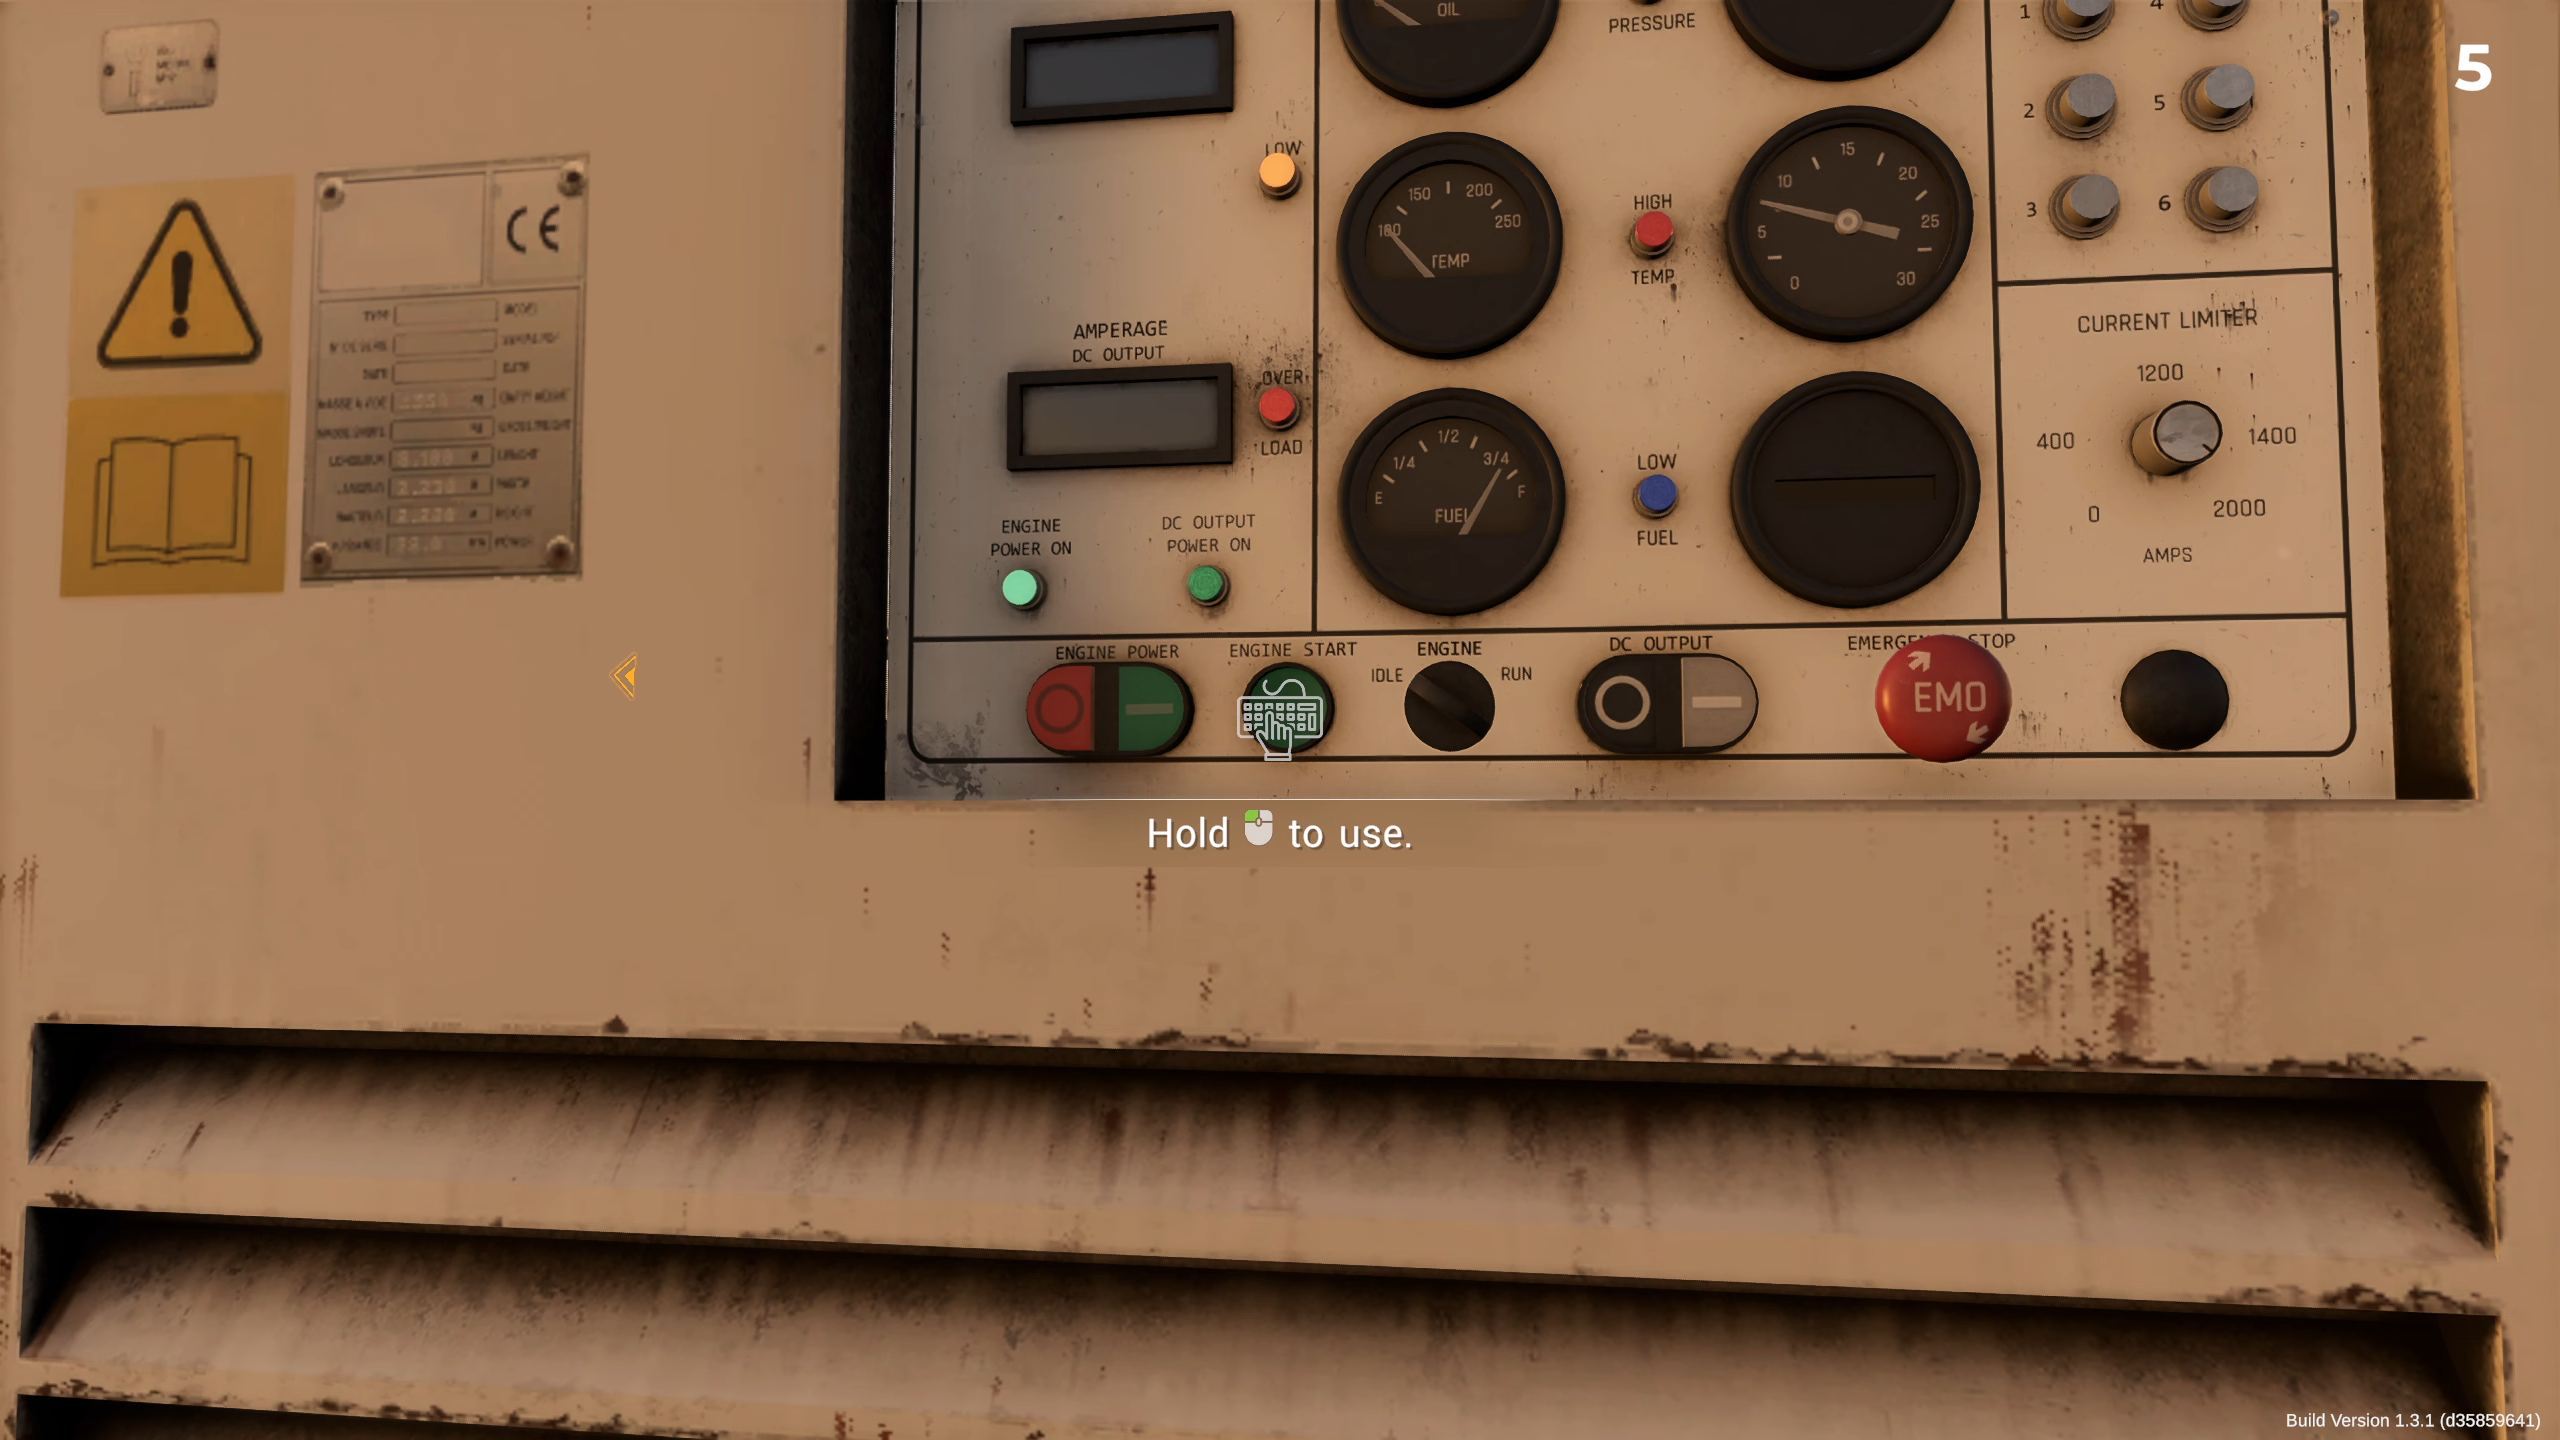 5
OIL
PRESSURE
1
4
2
5
3
6
LOW
100
150
200
250
TEMP
HIGH
TEMP
0
5
10
15
20
25
30
CE
AMPERAGE
DC OUTPUT
OVER
LOAD
E
1/4
1/2
3/4
F
FUEL
LOW
FUEL
CURRENT LIMITER
0
400
1200
1400
2000
AMPS
ENGINE
POWER ON
DC OUTPUT
POWER ON
ENGINE POWER
ENGINE START
ENGINE
IDLE
RUN
DC OUTPUT
STOP
EMO
Hold to use.
Build Version 1.3.1 (d35859641)